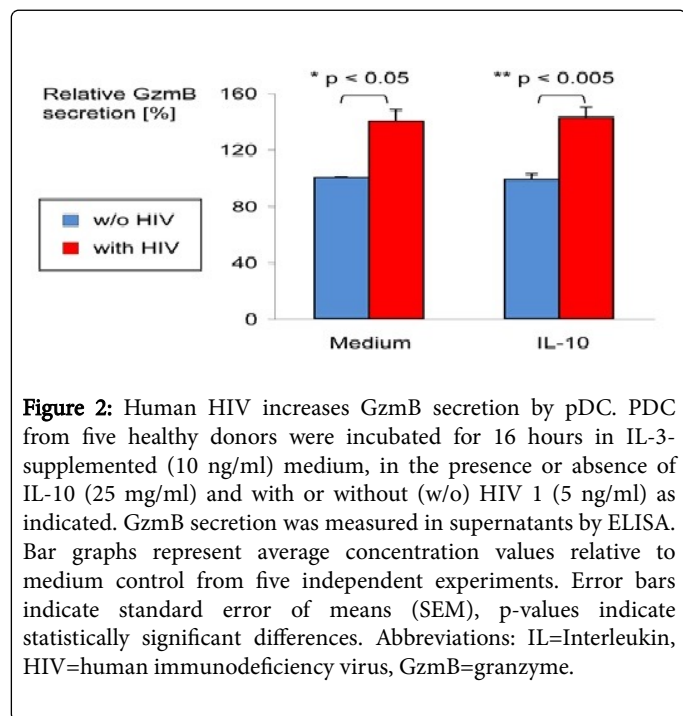 * p < 0.05
** p < 0.005
Relative GzmB
secretion [%]
160
120
80
40
0
w/o HIV
with HIV
Medium
IL-10
Figure 2: Human HIV increases GzmB secretion by pDC. PDC
from five healthy donors were incubated for 16 hours in IL-3-
supplemented (10 ng/ml) medium, in the presence or absence of
IL-10 (25 mg/ml) and with or without (w/o) HIV 1 (5 ng/ml) as
indicated. GzmB secretion was measured in supernatants by ELISA.
Bar graphs represent average concentration values relative to
medium control from five independent experiments. Error bars
indicate standard error of means (SEM), p-values indicate
statistically significant differences. Abbreviations: IL=Interleukin,
HIV=human immunodeficiency virus, GzmB=granzyme.